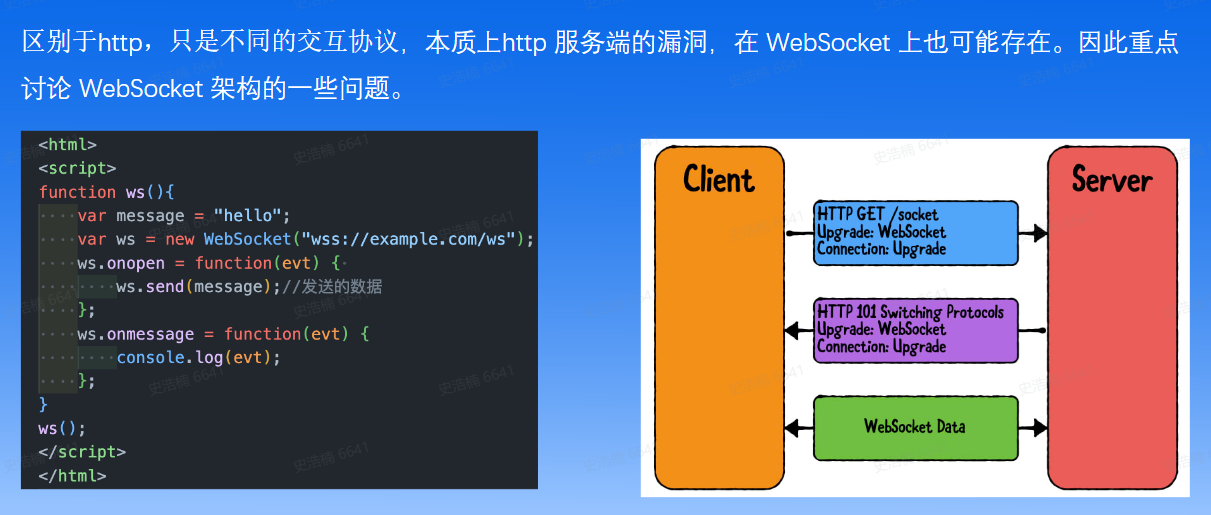 区别于http，只是不同的交互协议，本质上http 服务端的漏洞，在 WebSocket 上也可能存在。因此重点
讨论 WebSocket 架构的一些问题。
<html>
<script>
function ws(){
····var message = "hello";
····var ws = new WebSocket("wss://example.com/ws");
····ws.onopen = function(evt) {·
········ws.send(message);//发送的数据
····};
····ws.onmessage = function(evt) {
········console.log(evt);
····};
}
ws();
</script>
</html>
Client
Server
HTTP GET /socket
Upgrade: WebSocket
Connection: Upgrade
HTTP 101 Switching Protocols
Upgrade: WebSocket
Connection: Upgrade
WebSocket Data
史浩楠 6641